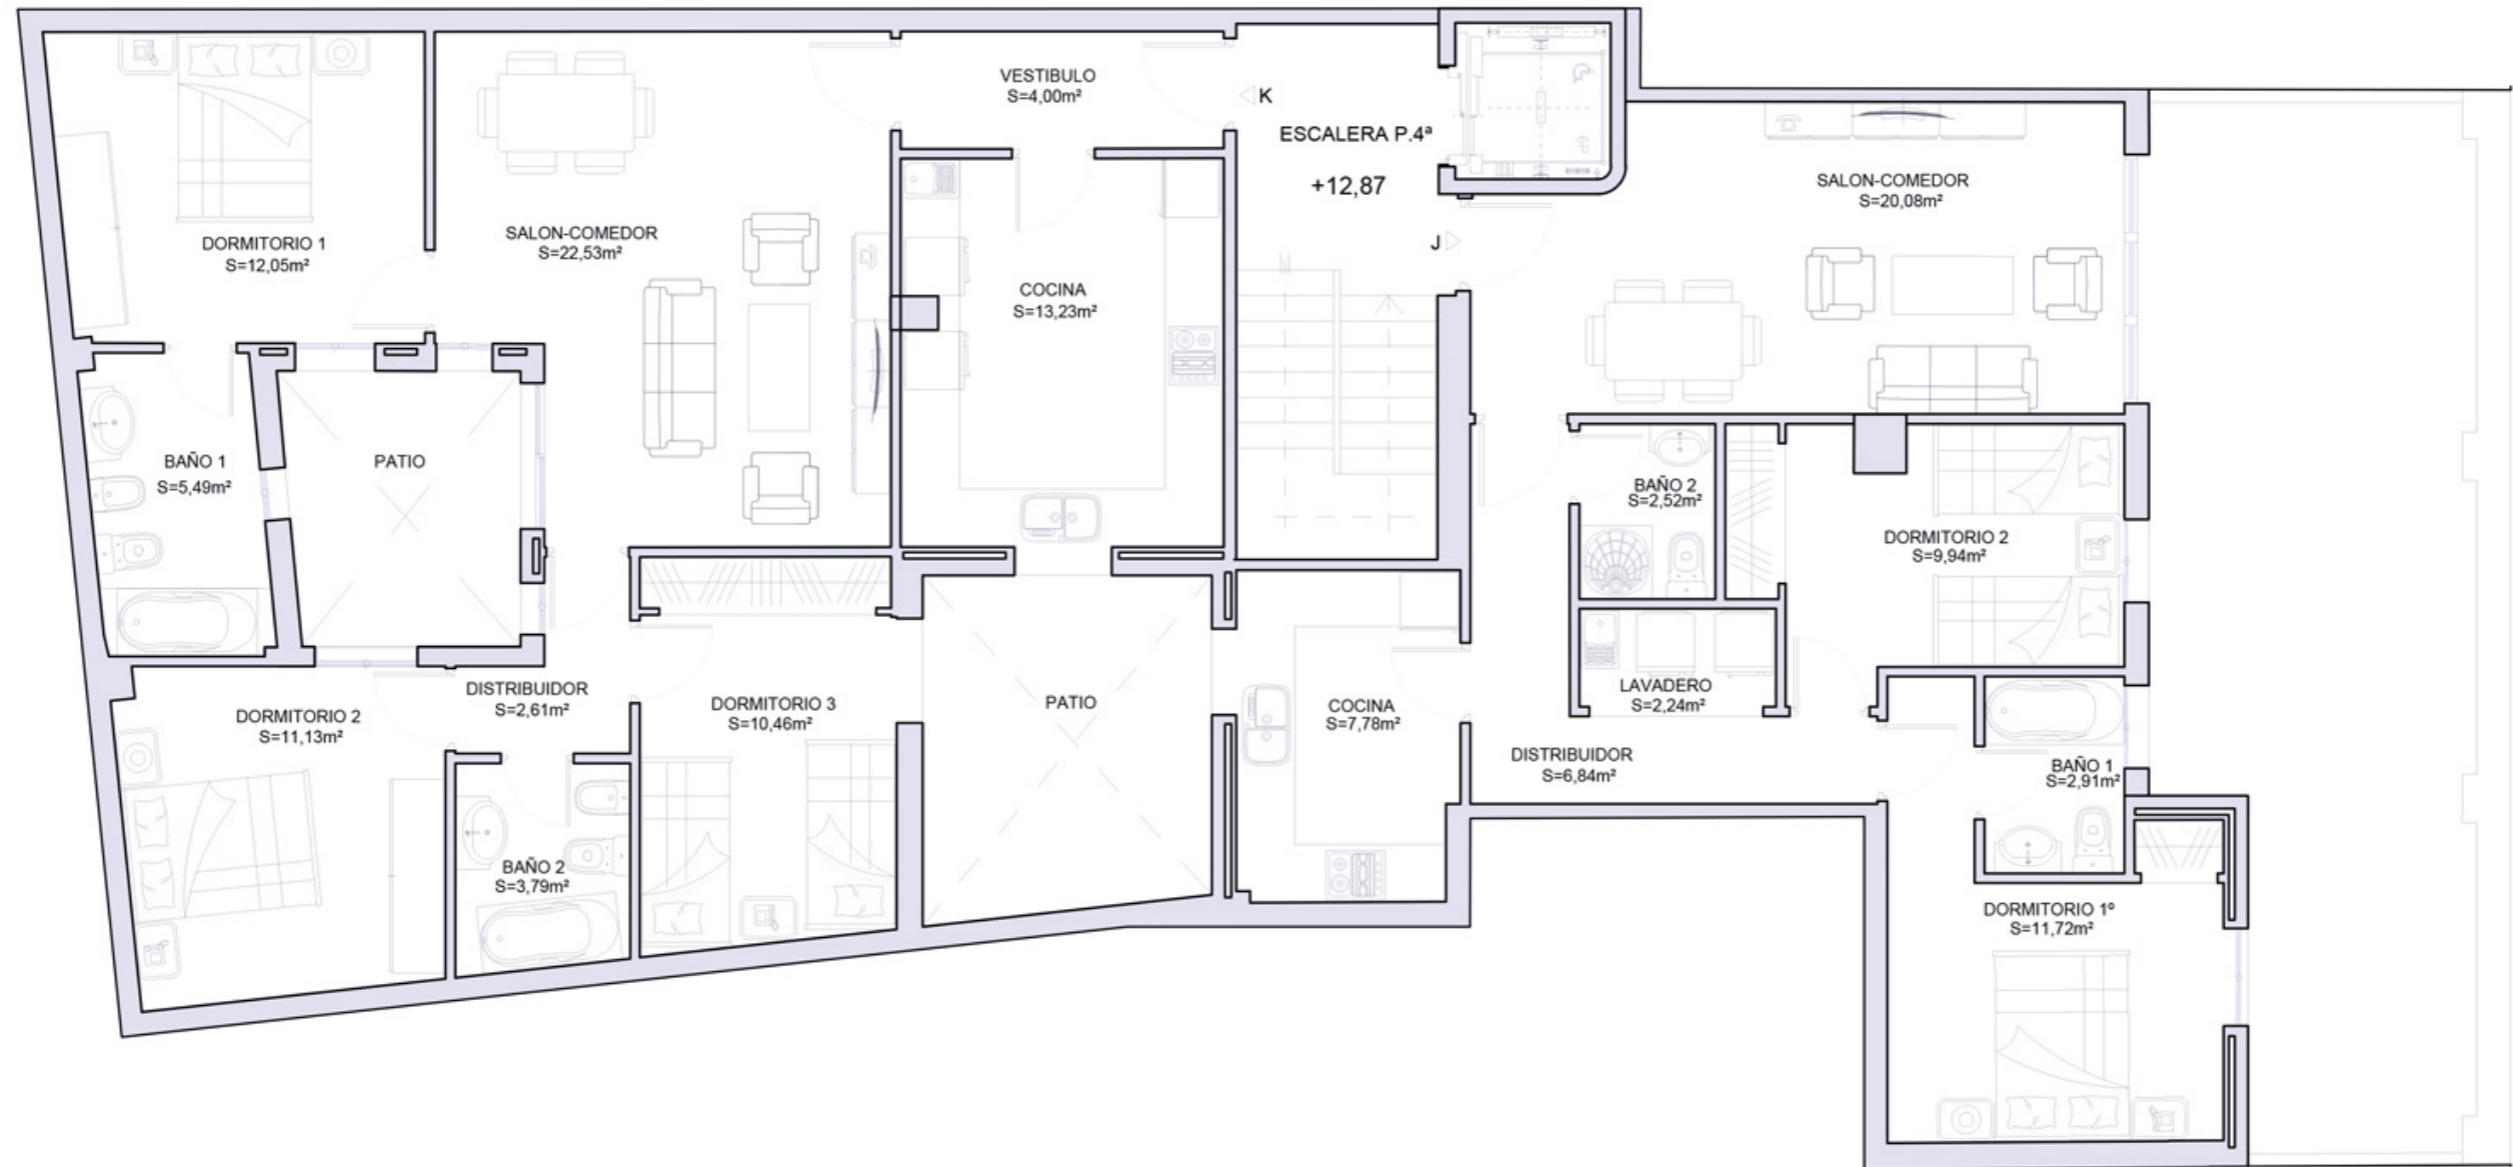 VESTIBULO
S=4,00m²
K
ESCALERA P.4ª
+12,87
J
SALON-COMEDOR
S=20,08m²
DORMITORIO 1
S=12,05m²
SALON-COMEDOR
S=22,53m²
COCINA
S=13,23m²
BAÑO 1
S=5,49m²
PATIO
BAÑO 2
S=2,52m²
DORMITORIO 2
S=9,94m²
DORMITORIO 2
S=11,13m²
DISTRIBUIDOR
S=2,61m²
DORMITORIO 3
S=10,46m²
PATIO
COCINA
S=7,78m²
LAVADERO
S=2,24m²
DISTRIBUIDOR
S=6,84m²
BAÑO 1
S=2,91m²
BAÑO 2
S=3,79m²
DORMITORIO 1º
S=11,72m²